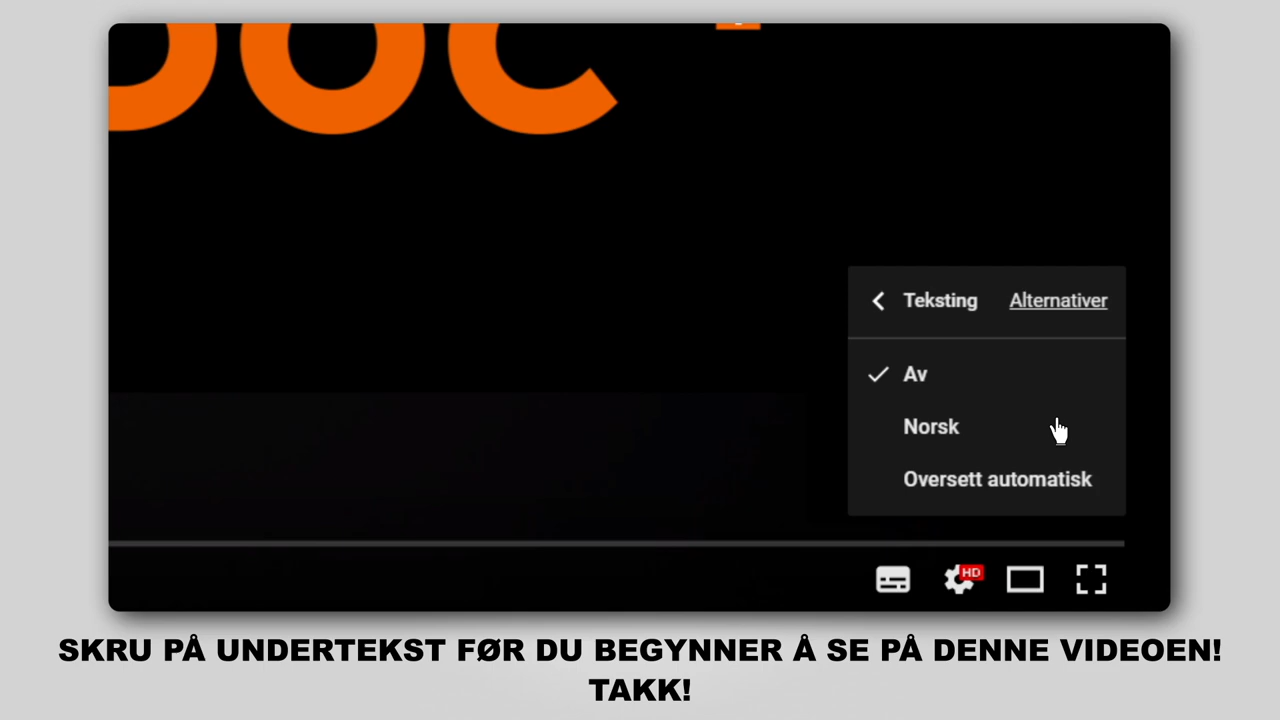 Teksting Alternativer
Av
Norsk
Oversett automatisk
HD
SKRU PÅ UNDERTEKST FØR DU BEGYNNER Å SE PÅ DENNE VIDEOEN!
TAKK!